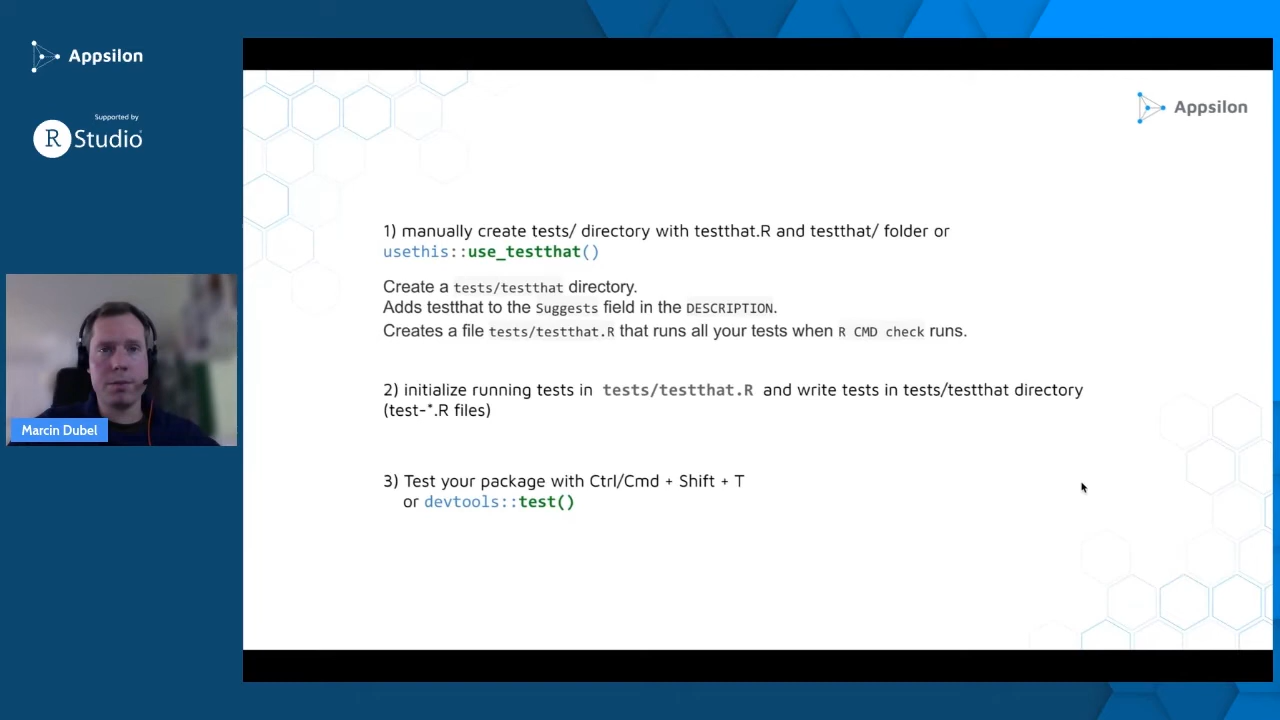 Appsilon
Supported by
R Studio
Marcin Dubel
Appsilon
1) manually create tests/ directory with testthat.R and testthat/ folder or
usethis::use_testthat()
Create a tests/testthat directory.
Adds testthat to the Suggests field in the DESCRIPTION.
Creates a file tests/testthat.R that runs all your tests when R CMD check runs.
2) initialize running tests in tests/testthat.R and write tests in tests/testthat directory
(test-*.R files)
3) Test your package with Ctrl/Cmd + Shift + T
or devtools::test()